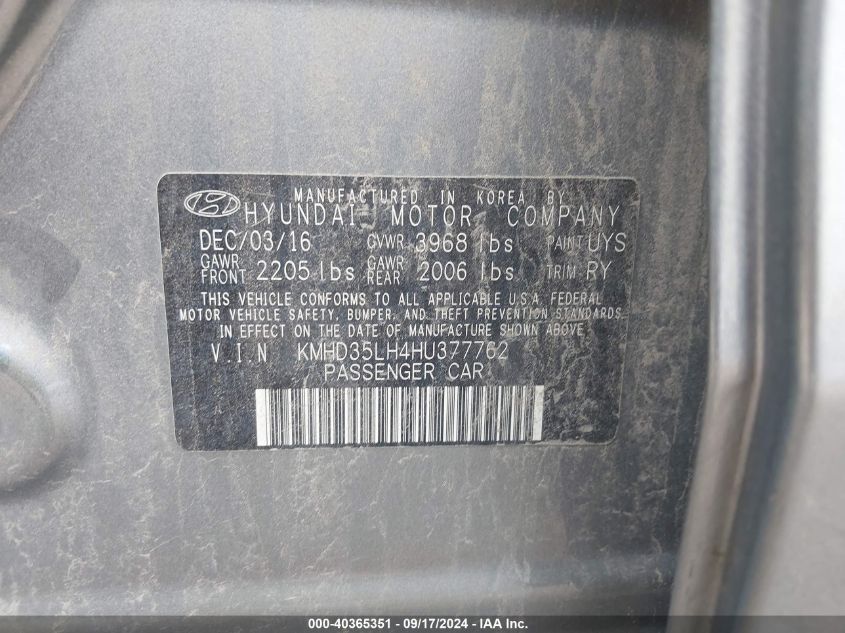 MANUFACTURED IN KOREA BY
HYUNDAI MOTOR COMPANY
DEC/03/16 GVWR 3968 lbs PAINT UYS
GAWR FRONT 2205 lbs GAWR REAR 2006 lbs TRIM RY
THIS VEHICLE CONFORMS TO ALL APPLICABLE U.S.A. FEDERAL
MOTOR VEHICLE SAFETY, BUMPER, AND THEFT PREVENTION STANDARDS
IN EFFECT ON THE DATE OF MANUFACTURE SHOWN ABOVE.
V.I.N KMHD35LH4HU377762
PASSENGER CAR
000-40365351 - 09/17/2024 - IAA Inc.